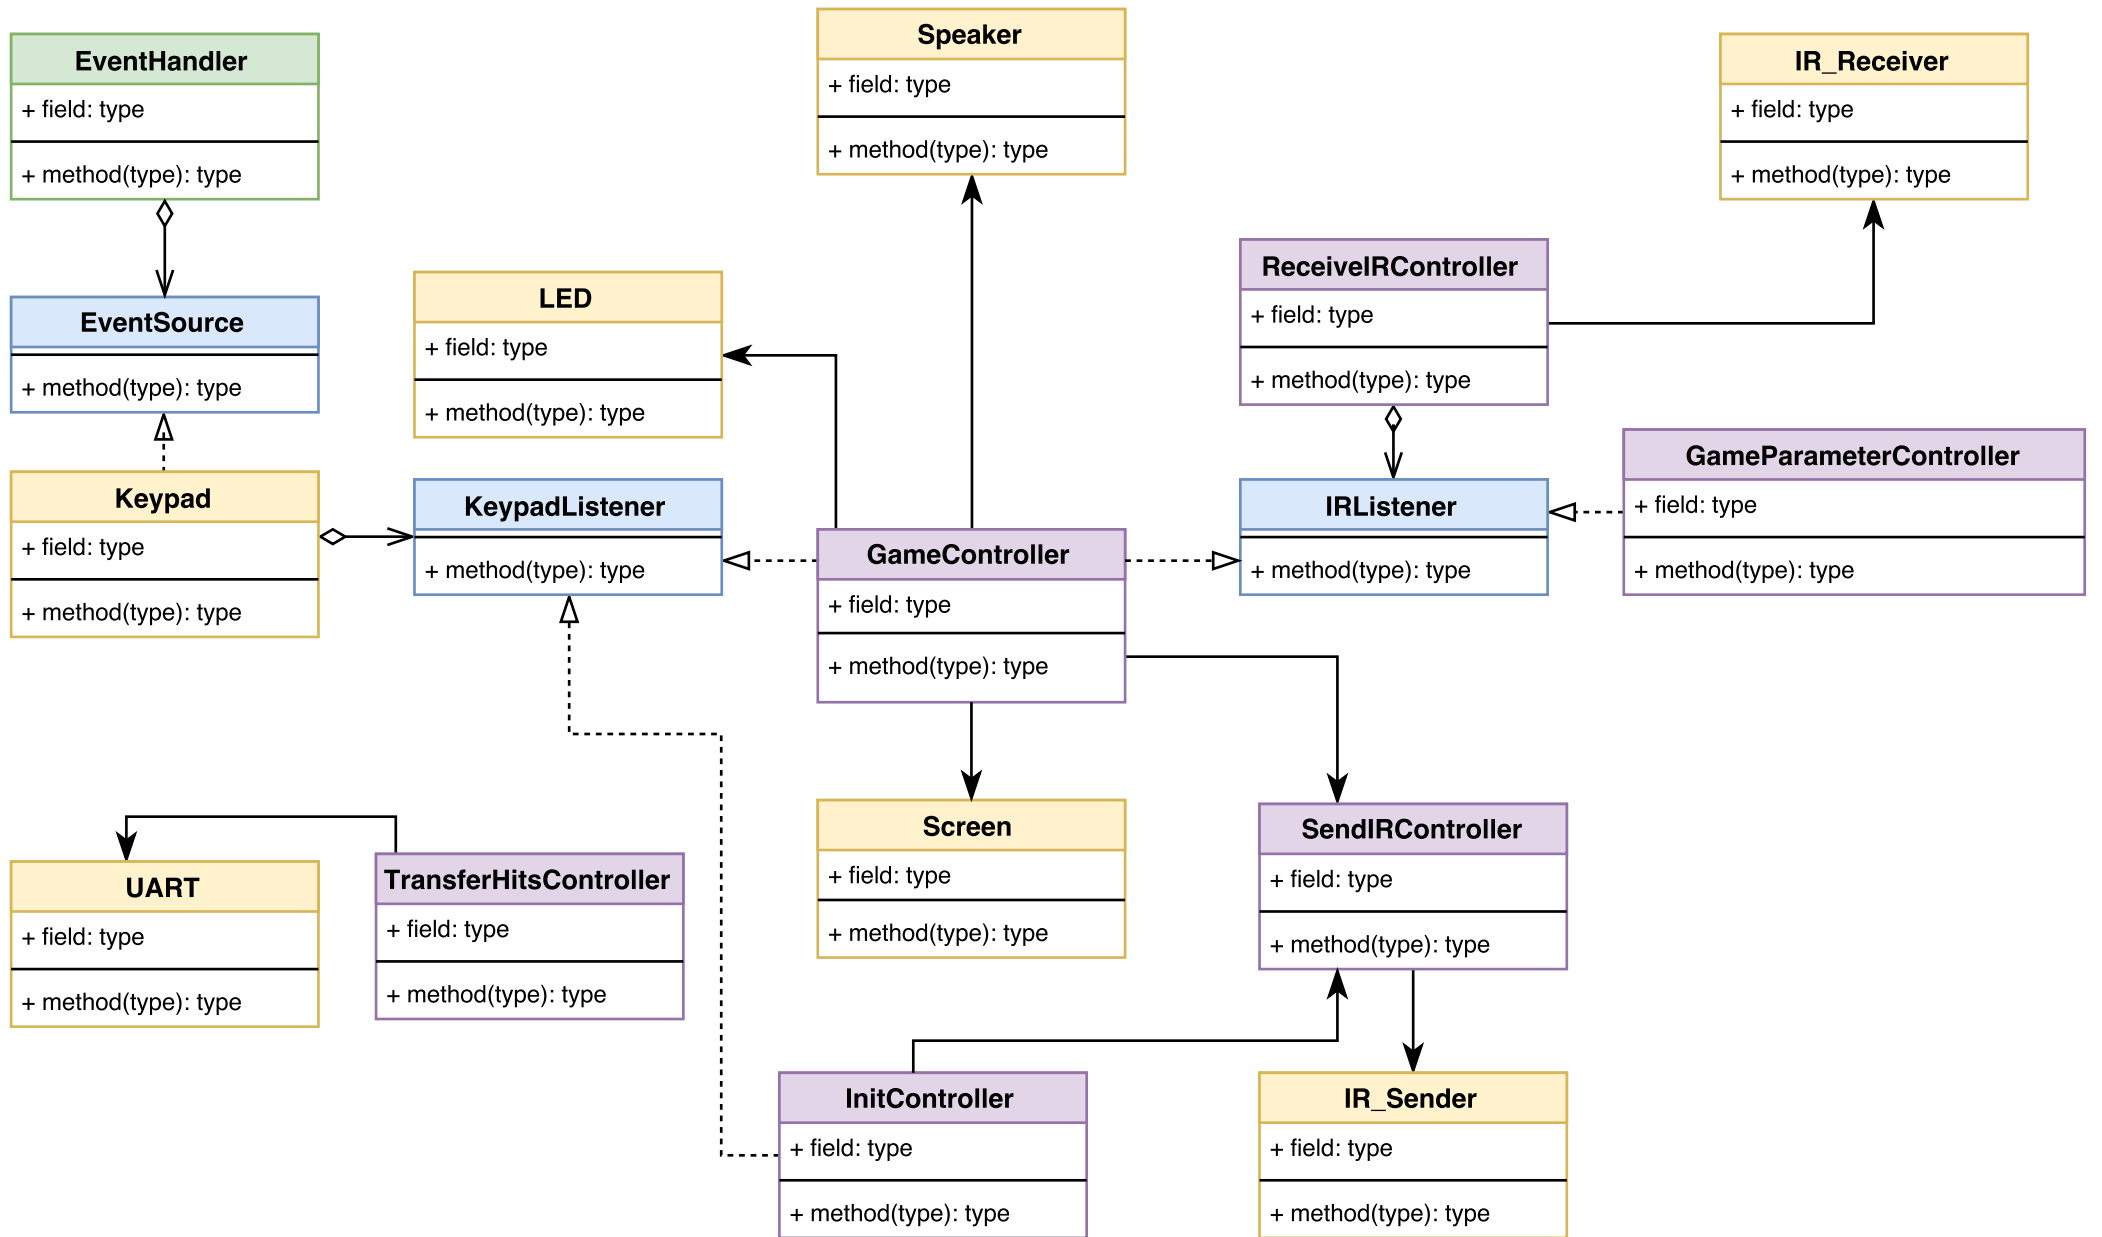 EventHandler
+ field: type
+ method(type): type
Speaker
+ field: type
+ method(type): type
IR_Receiver
+ field: type
+ method(type): type
EventSource
+ method(type): type
LED
+ field: type
+ method(type): type
ReceiveIRController
+ field: type
+ method(type): type
Keypad
+ field: type
+ method(type): type
KeypadListener
+ method(type): type
GameController
+ field: type
+ method(type): type
IRListener
+ method(type): type
GameParameterController
+ field: type
+ method(type): type
UART
+ field: type
+ method(type): type
TransferHitsController
+ field: type
+ method(type): type
Screen
+ field: type
+ method(type): type
SendIRController
+ field: type
+ method(type): type
InitController
+ field: type
+ method(type): type
IR_Sender
+ field: type
+ method(type): type